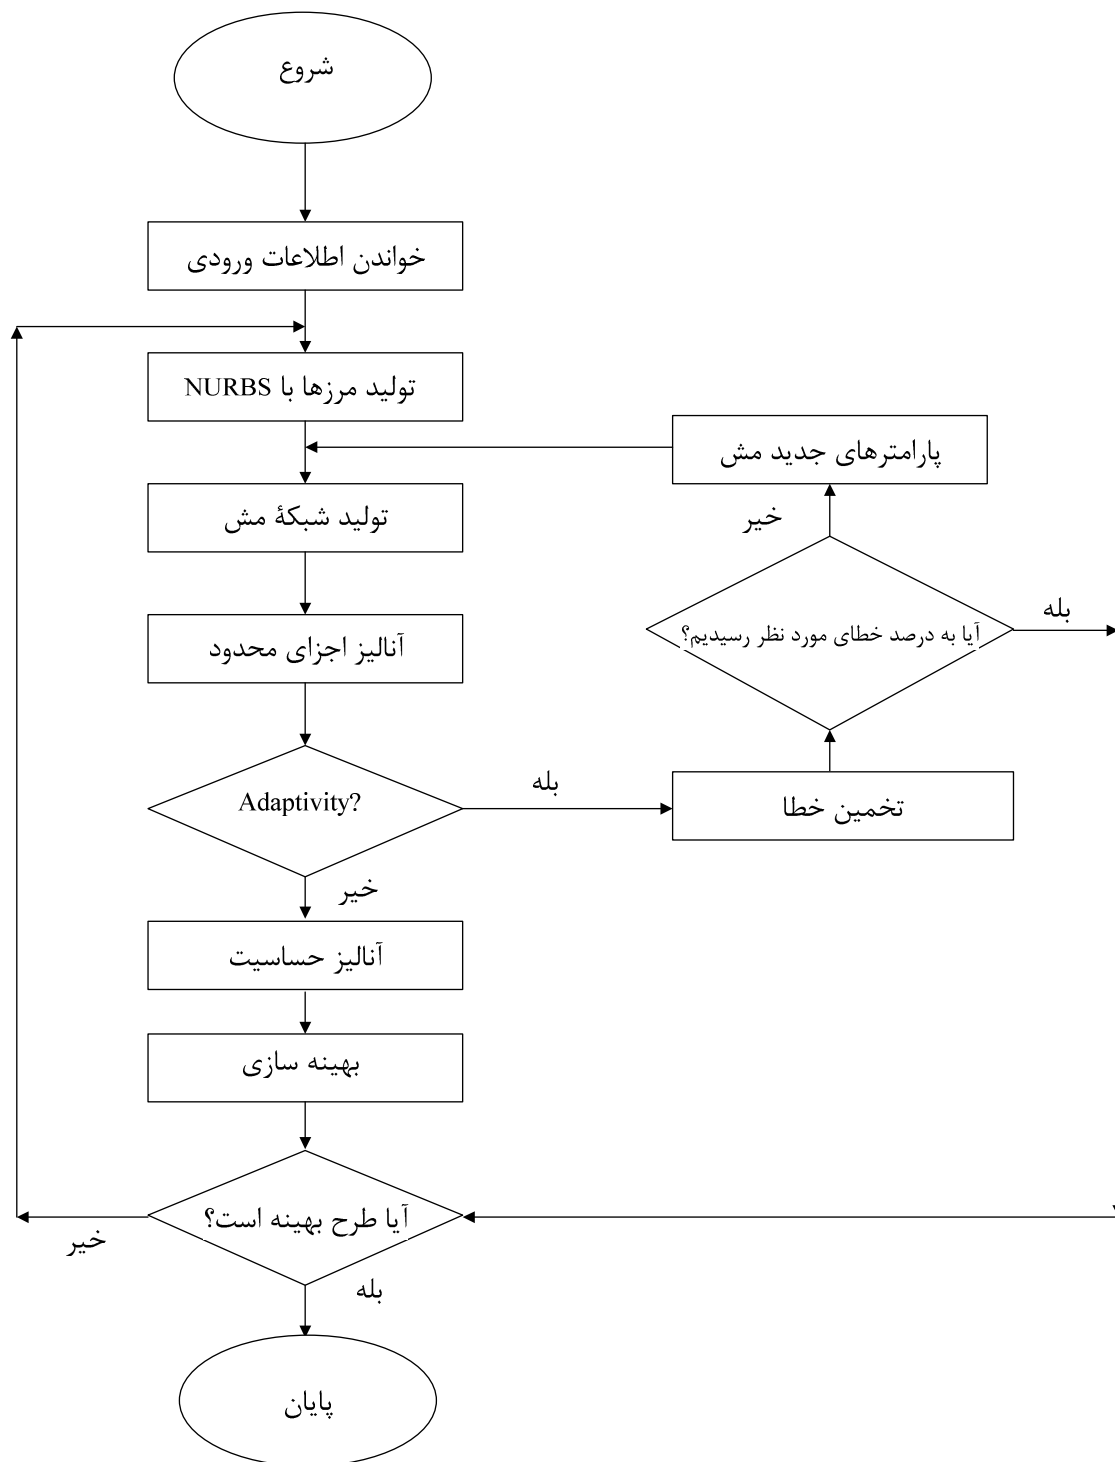 شروع
خواندن اطلاعات ورودی
تولید مرزها با NURBS
پارامترهای جدید مش
تولید شبکهٔ مش
خیر
بله
آیا به درصد خطای مورد نظر رسیدیم؟
آنالیز اجزای محدود
بله
Adaptivity?
تخمین خطا
خیر
آنالیز حساسیت
بهینه سازی
آیا طرح بهینه است؟
خیر
بله
پایان